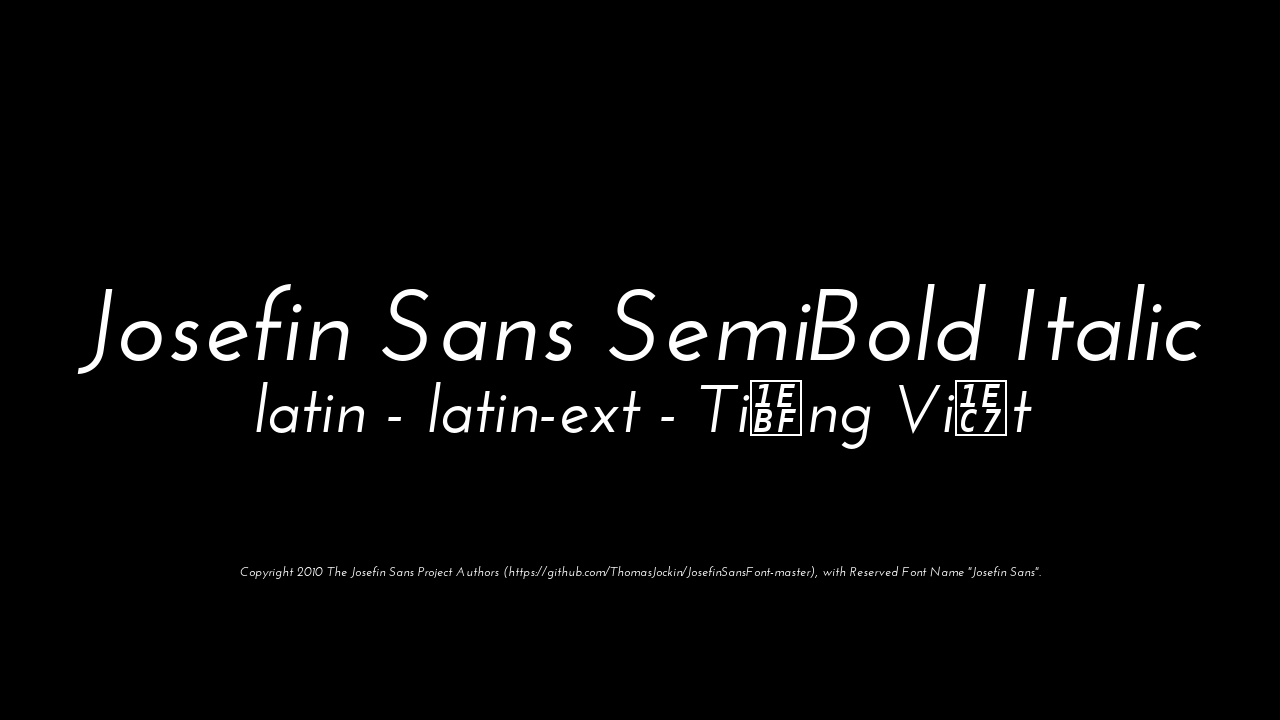 Josefin Sans SemiBold Italic
latin - latin-ext - Tiếng Việt
Copyright 2010 The Josefin Sans Project Authors (https://github.com/ThomasJockin/JosefinSansFont-master), with Reserved Font Name "Josefin Sans".